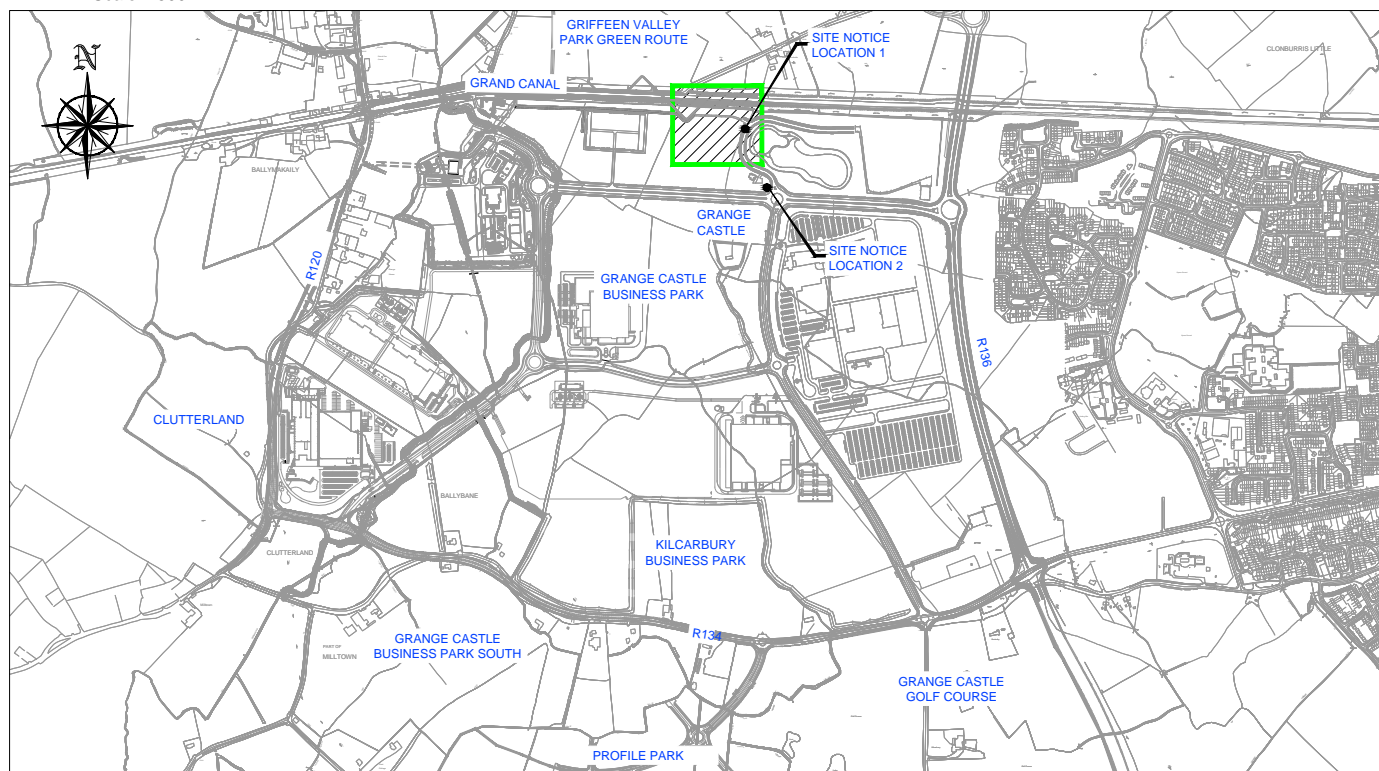 GRIFFEEN VALLEY
PARK GREEN ROUTE
SITE NOTICE
LOCATION 1
CLONBURRIS LITTLE
N
GRAND CANAL
BALLYMAKAILY
GRANGE
CASTLE
SITE NOTICE
LOCATION 2
R120
GRANGE CASTLE
BUSINESS PARK
R136
CLUTTERLAND
BALLYBANE
KILCARBURY
BUSINESS PARK
CLUTTERLAND
R134
GRANGE CASTLE
BUSINESS PARK SOUTH
PART OF
MILLTOWN
GRANGE CASTLE
GOLF COURSE
PROFILE PARK